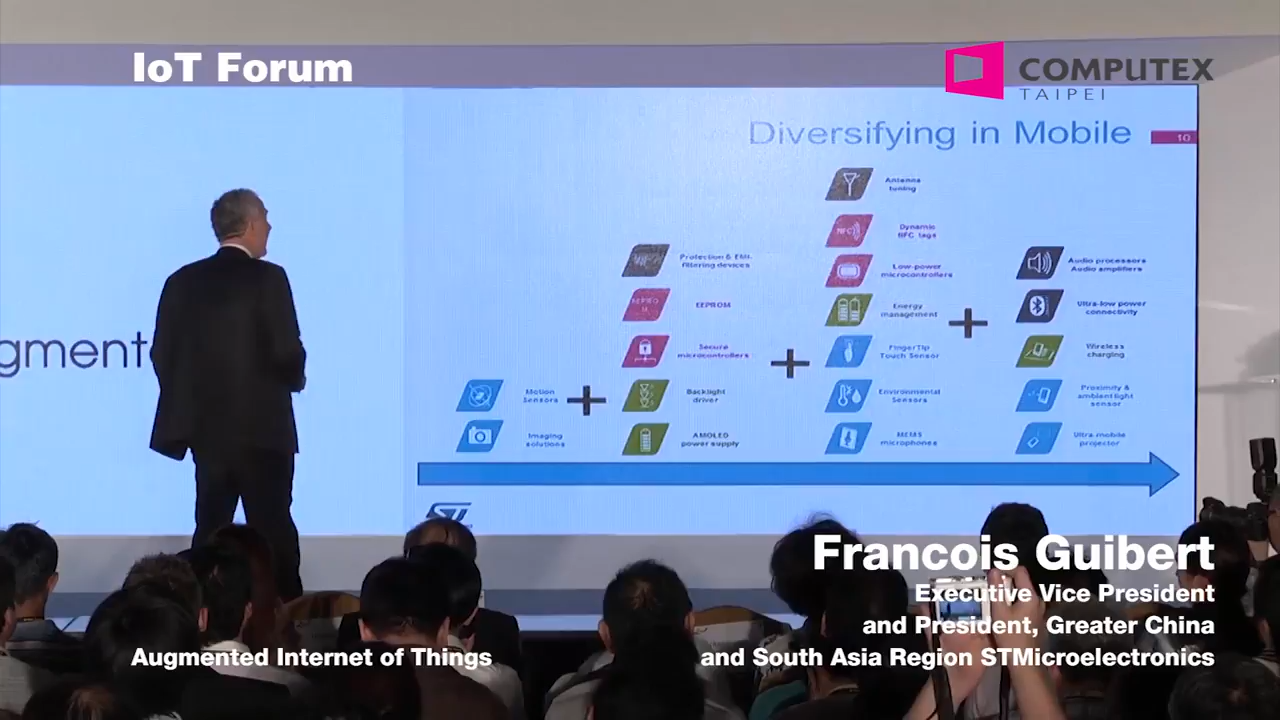 IoT Forum
COMPUTEX
TAIPEI
Diversifying in Mobile
10
gment
Motion
Sensors
Imaging
solutions
+
Protection & EMI-
filtering devices
EEPROM
Secure
microcontrollers
Backlight
driver
AMOLED
power supply
+
Antenna
tuning
NFC
Dynamic
NFC tags
Low-power
microcontrollers
Energy
management
FingerTip
Touch Sensor
Environmental
Sensors
MEMS
microphones
+
Audio processors
Audio amplifiers
Ultra-low power
connectivity
Wireless
charging
Proximity &
ambient light
sensor
Ultra-mobile
projector
ST
Francois Guibert
Executive Vice President
and President, Greater China
and South Asia Region STMicroelectronics
Augmented Internet of Things